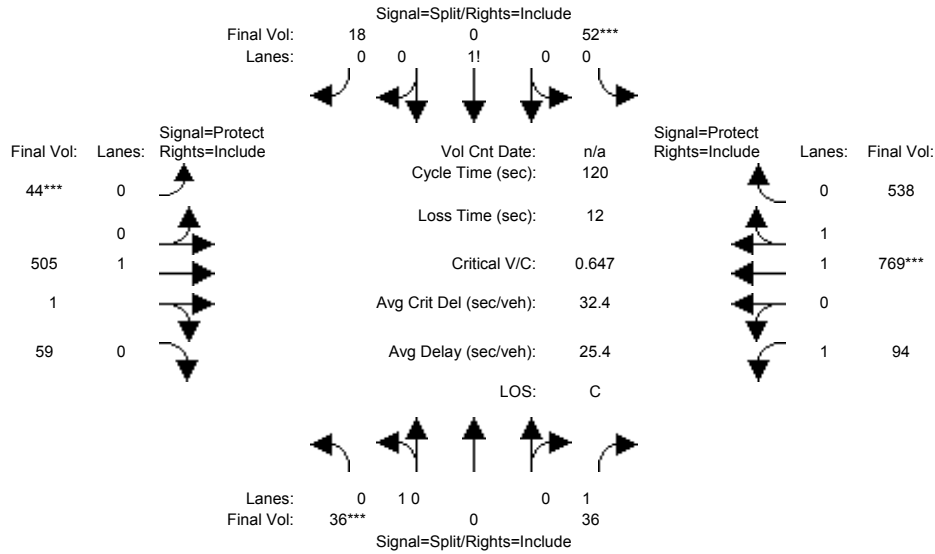 Signal=Split/Rights=Include
Final Vol: 18 0 52***
Lanes: 0 0 1! 0 0
Signal=Protect
Final Vol: Lanes: Rights=Include
Vol Cnt Date: n/a
Signal=Protect
Rights=Include Lanes: Final Vol:
Cycle Time (sec): 120
44*** 0
0 538
Loss Time (sec): 12
0
1
505 1
Critical V/C: 0.647
1 769***
1
Avg Crit Del (sec/veh): 32.4
0
59 0
Avg Delay (sec/veh): 25.4
1 94
LOS: C
Lanes: 0 1 0 0 1
Final Vol: 36*** 0 36
Signal=Split/Rights=Include